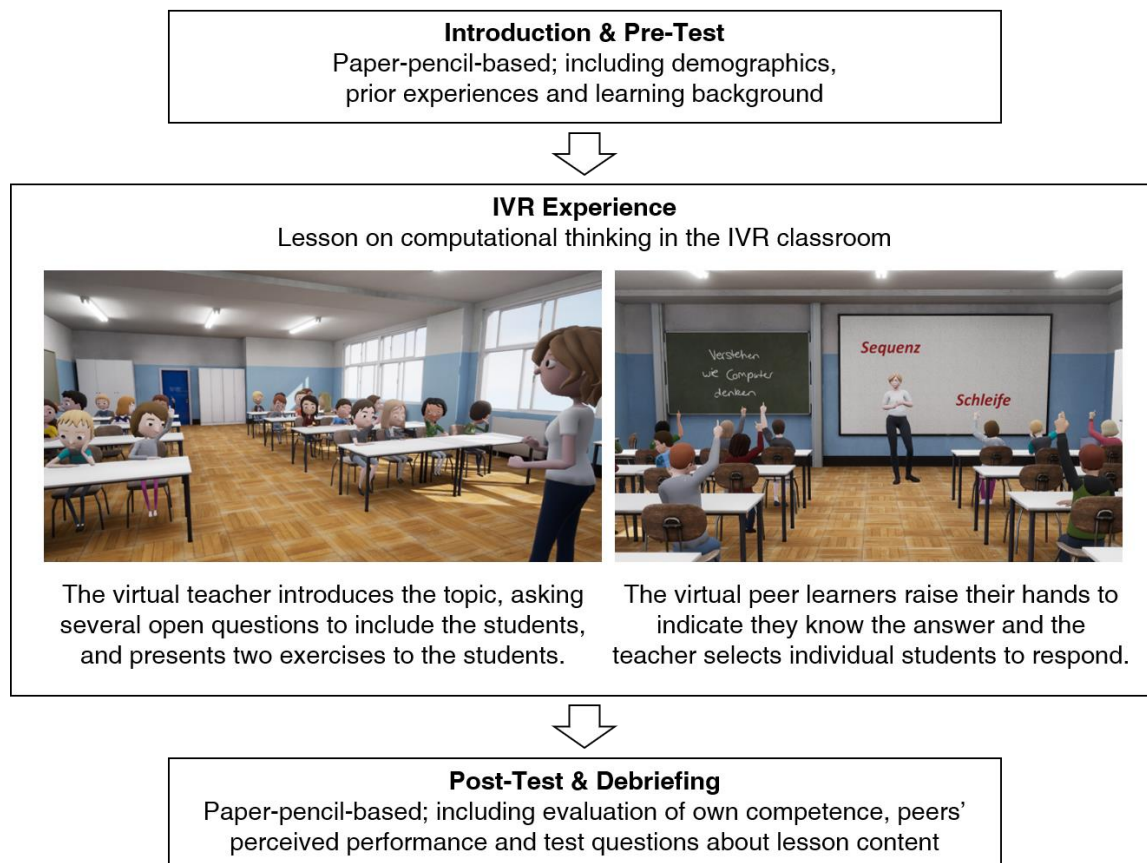 Introduction & Pre-Test
Paper-pencil-based; including demographics,
prior experiences and learning background
IVR Experience
Lesson on computational thinking in the IVR classroom
Verstehen
wie Computer
denken
Sequenz
Schleife
The virtual teacher introduces the topic, asking
several open questions to include the students,
and presents two exercises to the students.
The virtual peer learners raise their hands to
indicate they know the answer and the
teacher selects individual students to respond.
Post-Test & Debriefing
Paper-pencil-based; including evaluation of own competence, peers’
perceived performance and test questions about lesson content